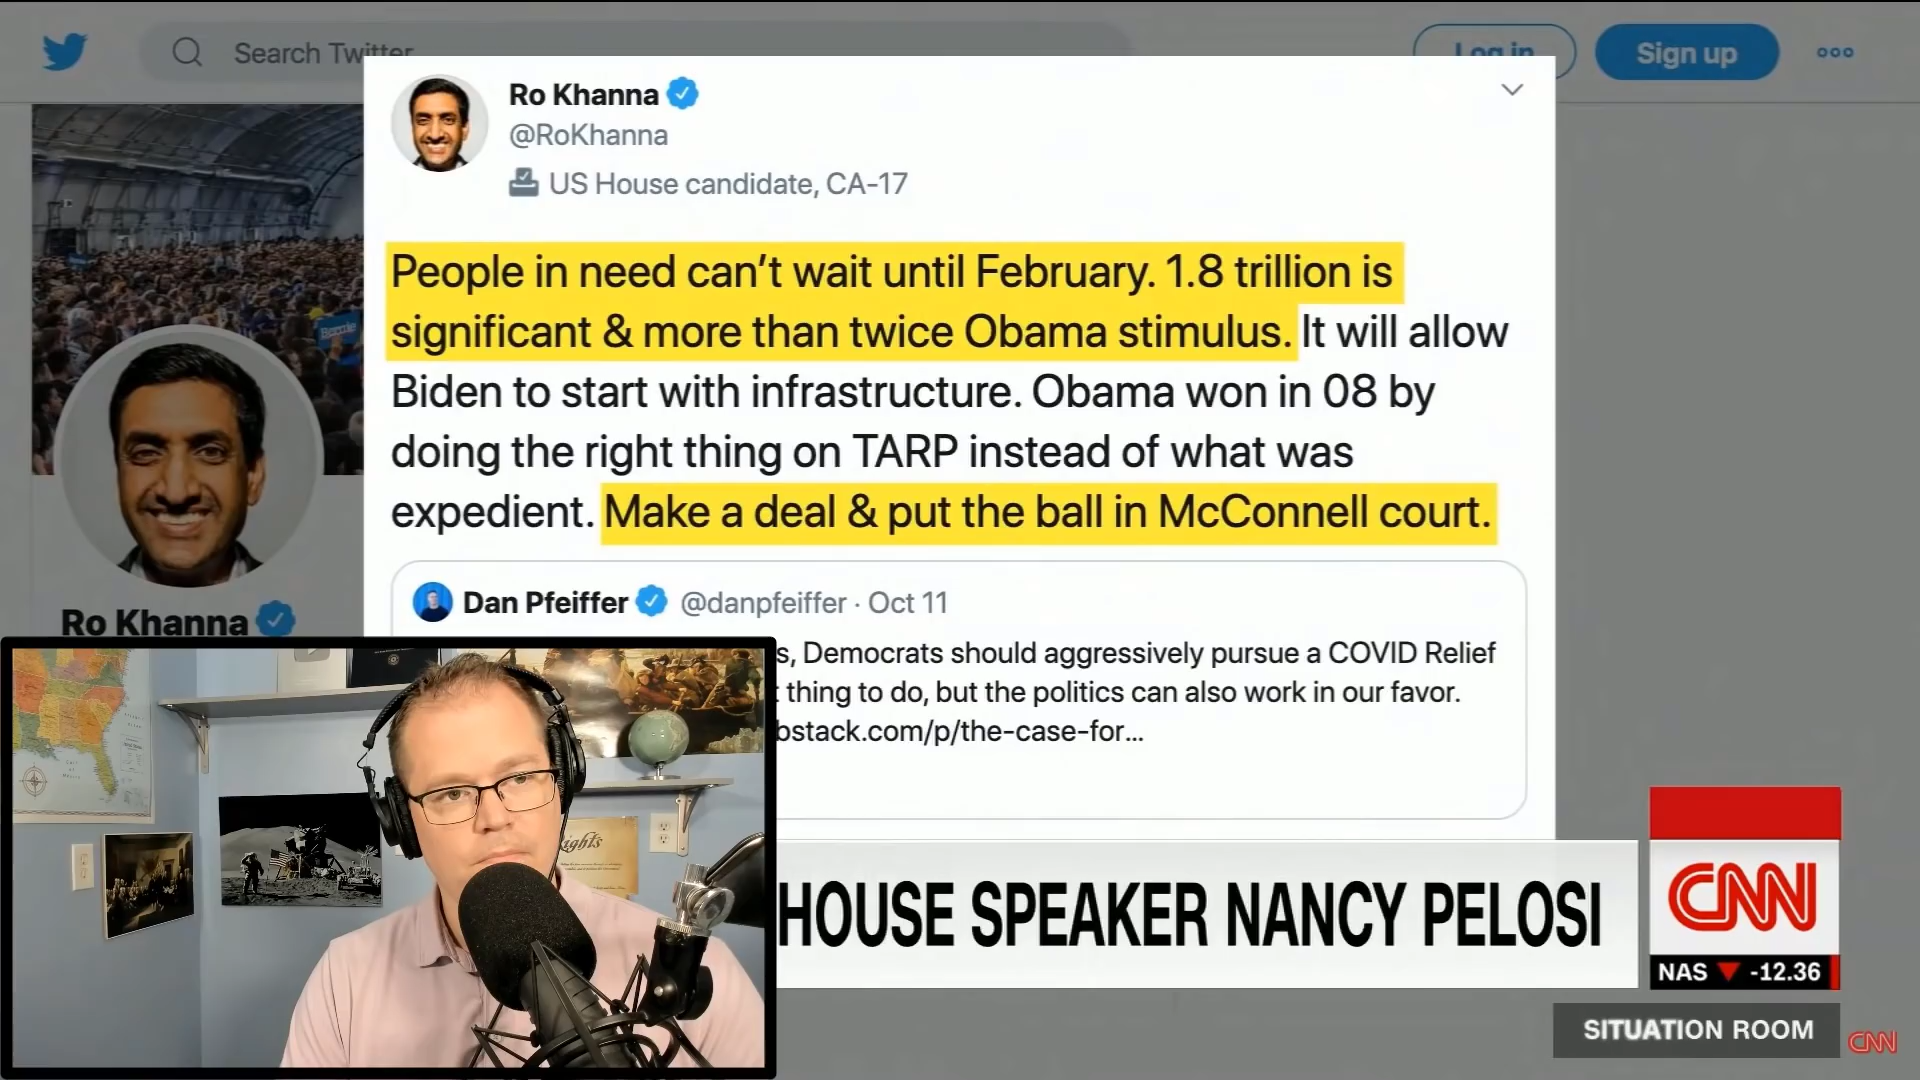 Search Twitter
Log in
Sign up
Ro Khanna
@RoKhanna
US House candidate, CA-17
People in need can't wait until February. 1.8 trillion is
significant & more than twice Obama stimulus. It will allow
Biden to start with infrastructure. Obama won in 08 by
doing the right thing on TARP instead of what was
expedient. Make a deal & put the ball in McConnell court.
Dan Pfeiffer @danpfeiffer · Oct 11
s, Democrats should aggressively pursue a COVID Relief
thing to do, but the politics can also work in our favor.
bstack.com/p/the-case-for...
Ro Khanna
HOUSE SPEAKER NANCY PELOSI
CNN
NAS ▼ -12.36
SITUATION ROOM
CNN